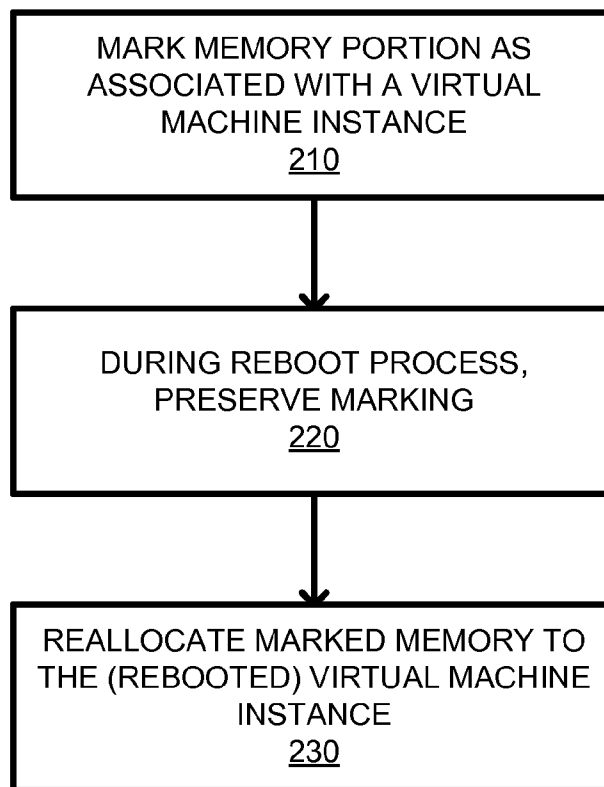 MARK MEMORY PORTION AS
ASSOCIATED WITH A VIRTUAL
MACHINE INSTANCE
210
DURING REBOOT PROCESS,
PRESERVE MARKING
220
REALLOCATE MARKED MEMORY TO
THE (REBOOTED) VIRTUAL MACHINE
INSTANCE
230